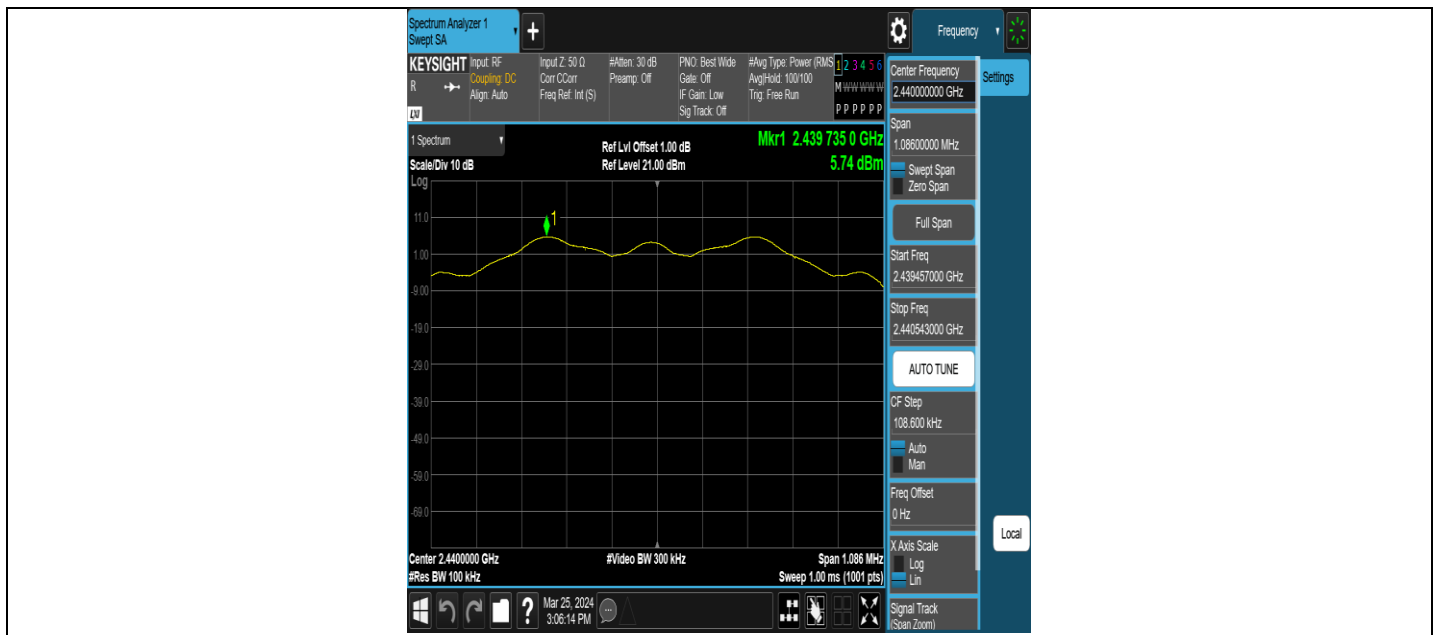 Spectrum Analyzer 1
Swept SA
Frequency
KEYSIGHT
R
LXI
Input: RF
Coupling: DC
Align: Auto
Input Z: 50 Ω
Corr CCorr
Freq Ref: Int (S)
#Atten: 30 dB
Preamp: Off
PNO: Best Wide
Gate: Off
IF Gain: Low
Sig Track: Off
#Avg Type: Power (RMS
Avg|Hold: 100/100
Trig: Free Run
1 2 3 4 5 6
M W W W W W
P P P P P P
1 Spectrum
Scale/Div 10 dB
Log
Ref Lvl Offset 1.00 dB
Ref Level 21.00 dBm
Mkr1 2.439 735 0 GHz
5.74 dBm
1
11.0
1.00
-9.00
-19.0
-29.0
-39.0
-49.0
-59.0
-69.0
Center 2.4400000 GHz
#Res BW 100 kHz
#Video BW 300 kHz
Span 1.086 MHz
Sweep 1.00 ms (1001 pts)
Mar 25, 2024
3:06:14 PM
Center Frequency
2.440000000 GHz
Span
1.08600000 MHz
Swept Span
Zero Span
Full Span
Start Freq
2.439457000 GHz
Stop Freq
2.440543000 GHz
AUTO TUNE
CF Step
108.600 kHz
Auto
Man
Freq Offset
0 Hz
X Axis Scale
Log
Lin
Signal Track
(Span Zoom)
Settings
Local